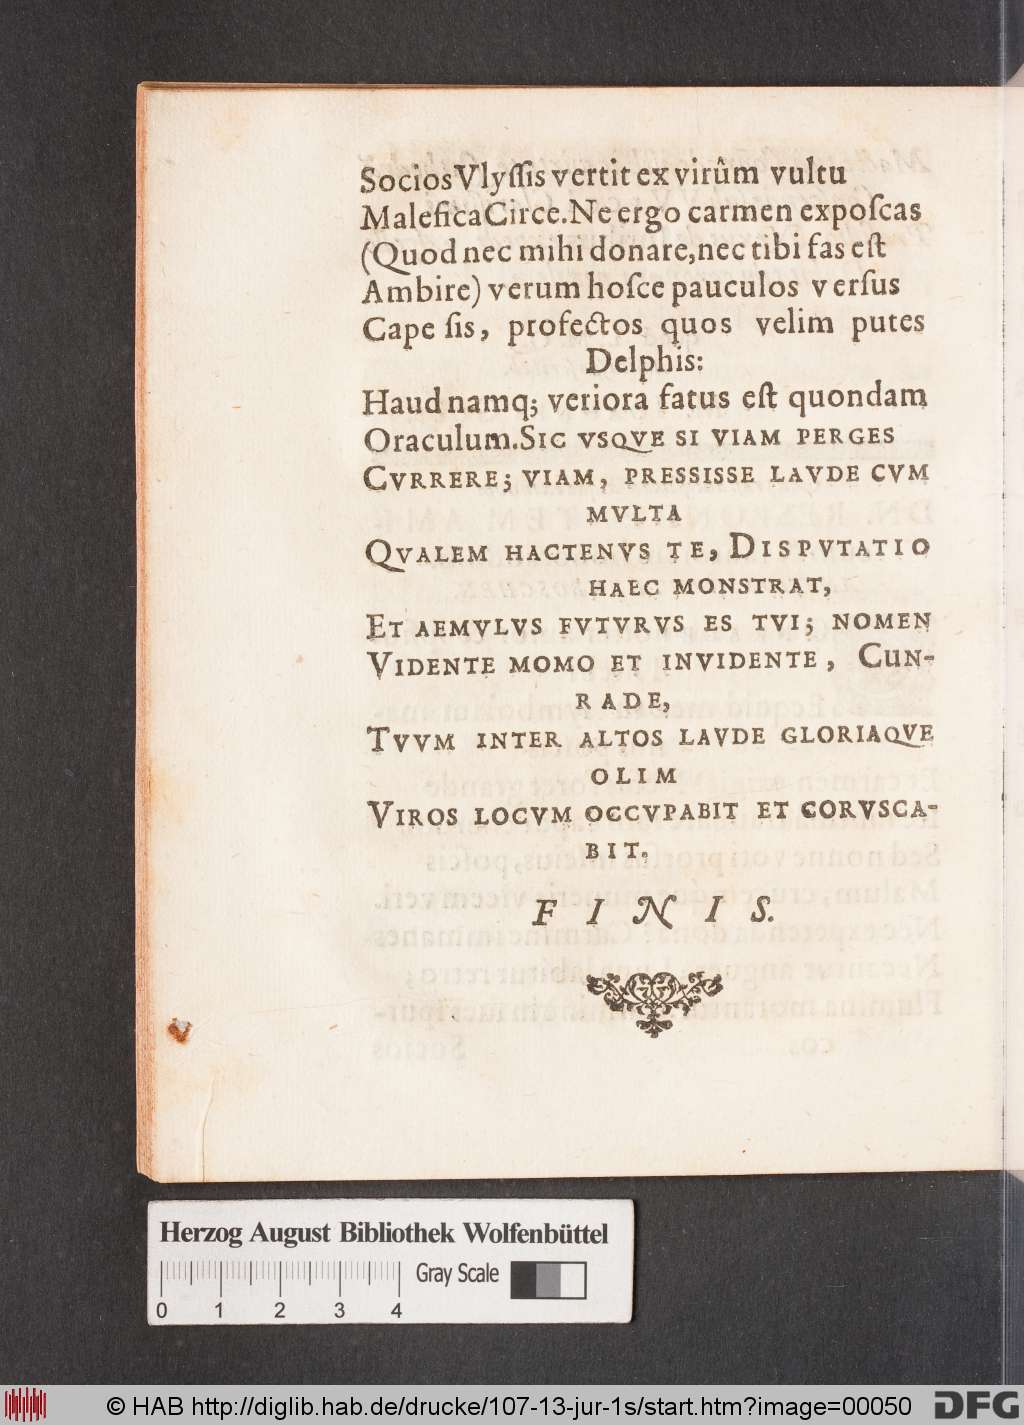 Socios Vlyſſis vertit ex virûm vultu
Malefica Circe. Ne ergo carmen expoſcas
(Quod nec mihi donare, nec tibi fas eſt
Ambire) verum hoſce pauculos verſus
Cape ſis, profectos quos velim putes
Delphis:
Haud namq; veriora fatus eſt quondam
Oraculum. SIC VSQVE SI VIAM PERGES
CVRRERE; VIAM, PRESSISSE LAVDE CVM
MVLTA
QVALEM HACTENVS TE, DISPVTATIO
HAEC MONSTRAT,
ET AEMVLVS FVTVRVS ES TVI; NOMEN
VIDENTE MOMO ET INVIDENTE, CUN-
RADE,
TVVM INTER ALTOS LAVDE GLORIAQVE
OLIM
VIROS LOCVM OCCVPABIT ET CORVSCA-
BIT.
FINIS.
Herzog August Bibliothek Wolfenbüttel
Gray Scale
0 1 2 3 4
© HAB http://diglib.hab.de/drucke/107-13-jur-1s/start.htm?image=00050
DFG